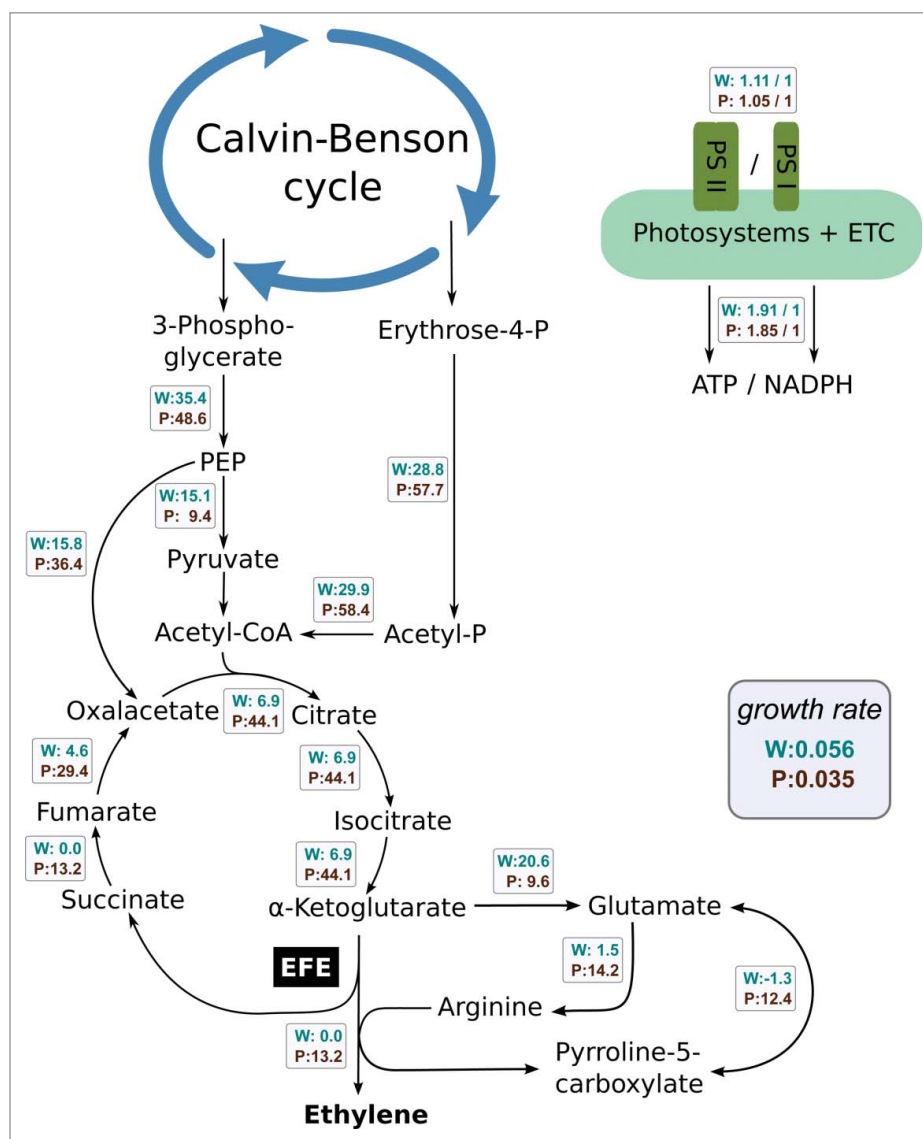 W: 1.11 / 1
P: 1.05 / 1
Calvin-Benson
cycle
PS II
/
PS I
Photosystems + ETC
3-Phospho-
glycerate
Erythrose-4-P
W: 1.91 / 1
P: 1.85 / 1
ATP / NADPH
W:35.4
P:48.6
PEP
W:15.1
P: 9.4
W:28.8
P:57.7
W:15.8
P:36.4
Pyruvate
W:29.9
P:58.4
Acetyl-CoA
Acetyl-P
Oxalacetate
W: 6.9
P:44.1
Citrate
growth rate
W:0.056
P:0.035
W: 4.6
P:29.4
W: 6.9
P:44.1
Fumarate
Isocitrate
W: 0.0
P:13.2
W: 6.9
P:44.1
W:20.6
P: 9.6
Succinate
α-Ketoglutarate
Glutamate
EFE
W: 1.5
P:14.2
W:-1.3
P:12.4
Arginine
W: 0.0
P:13.2
Pyrroline-5-
carboxylate
Ethylene